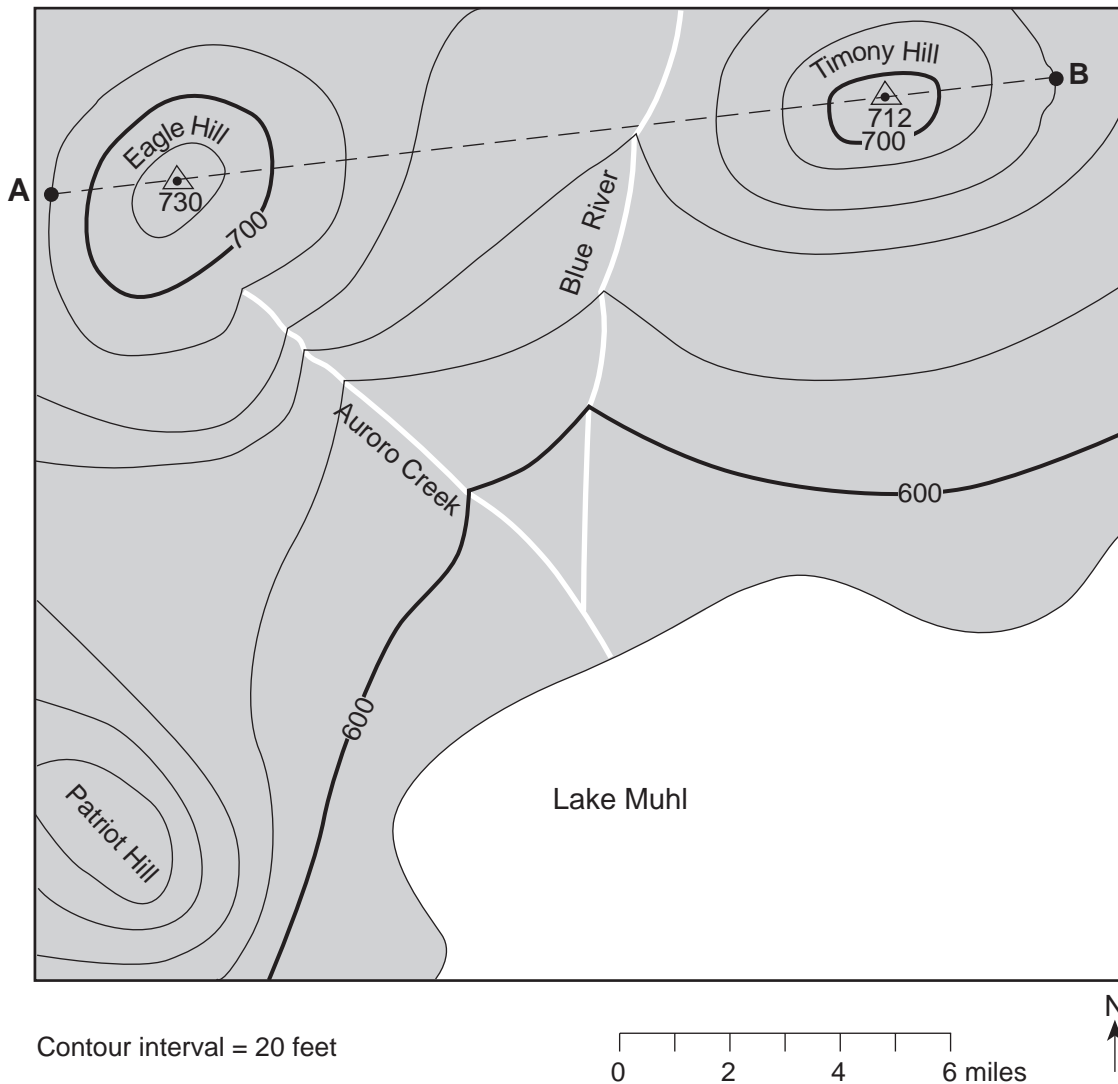 Timony Hill
B
712
700
Eagle Hill
A
730
700
Blue River
Auroro Creek
600
600
Lake Muhl
Patriot Hill
N
Contour interval = 20 feet
0 2 4 6 miles